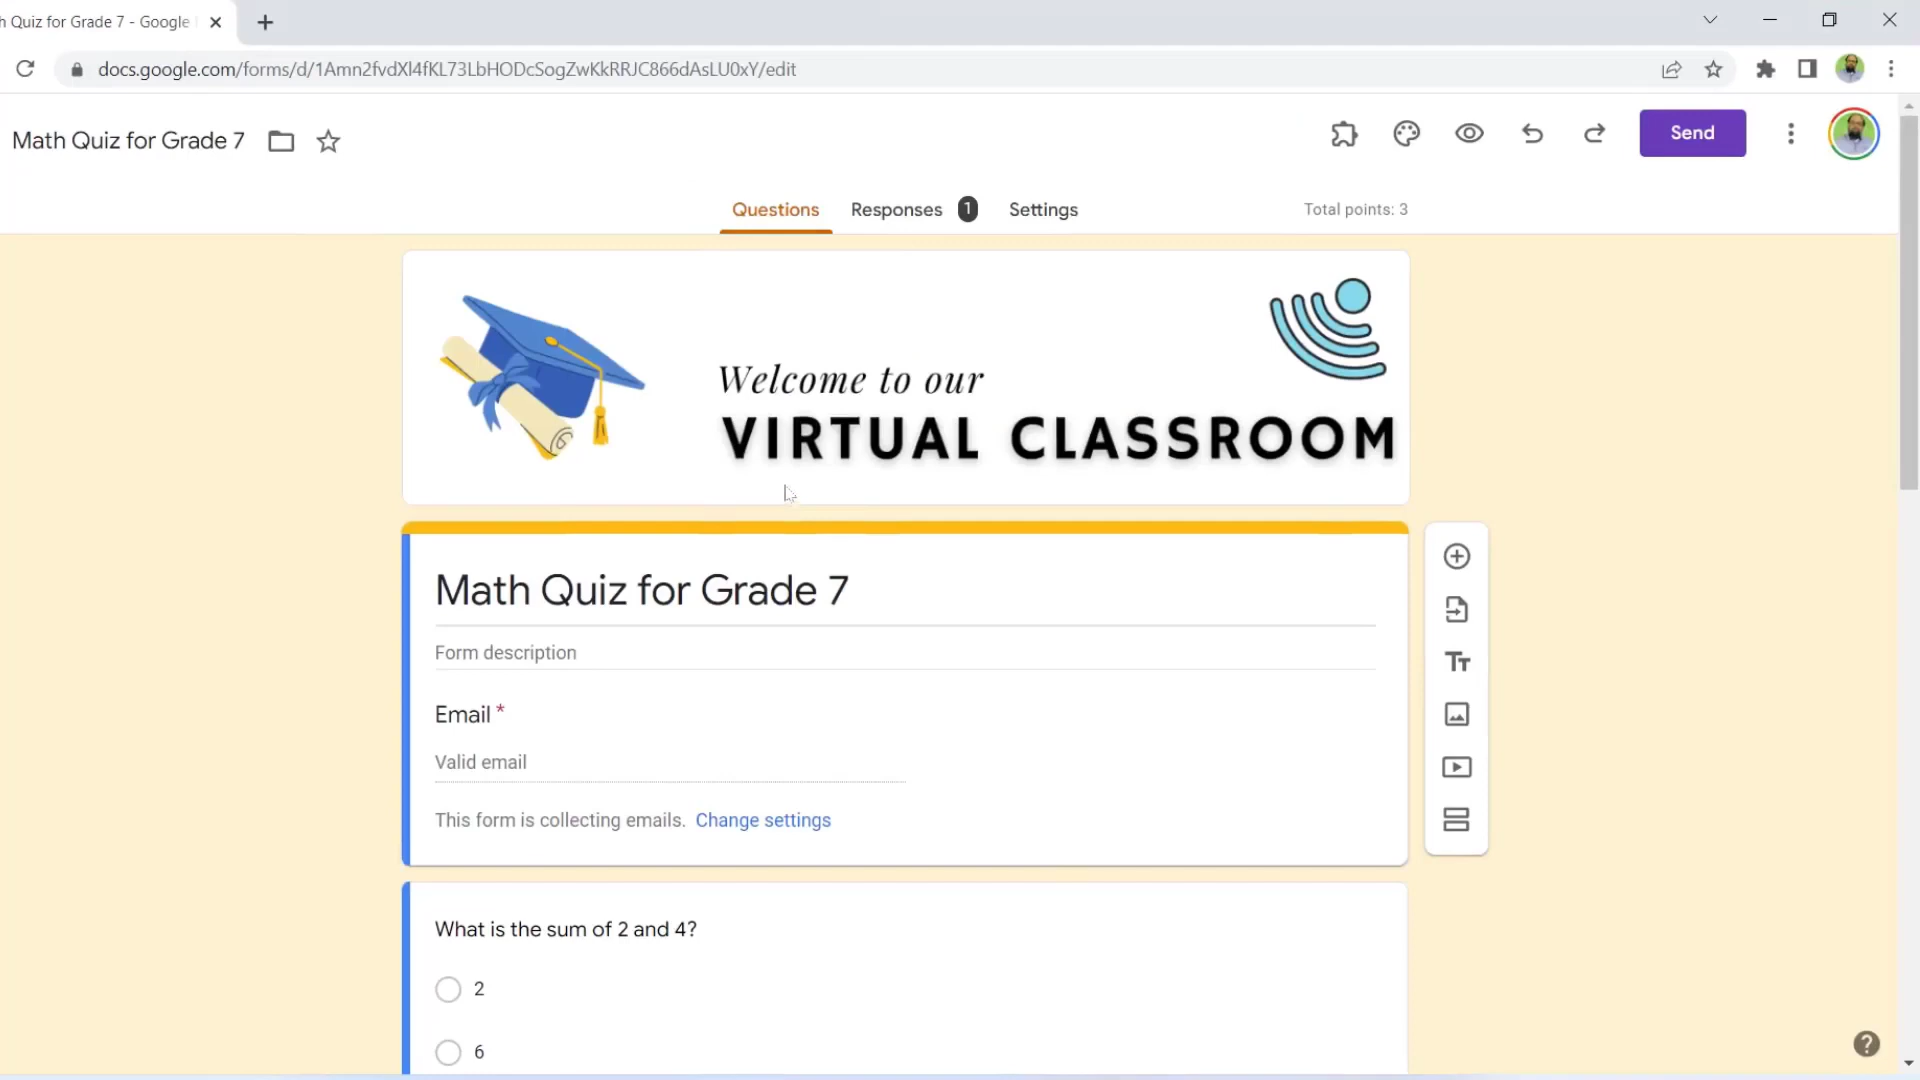 h Quiz for Grade 7 - Google
docs.google.com/forms/d/1Amn2fvdXl4fKL73LbHODcSogZwKkRRJC866dAsLU0xY/edit
Math Quiz for Grade 7
Send
Questions
Responses 1
Settings
Total points: 3
Welcome to our
VIRTUAL CLASSROOM
Math Quiz for Grade 7
Form description
Email *
Valid email
This form is collecting emails. Change settings
What is the sum of 2 and 4?
2
6